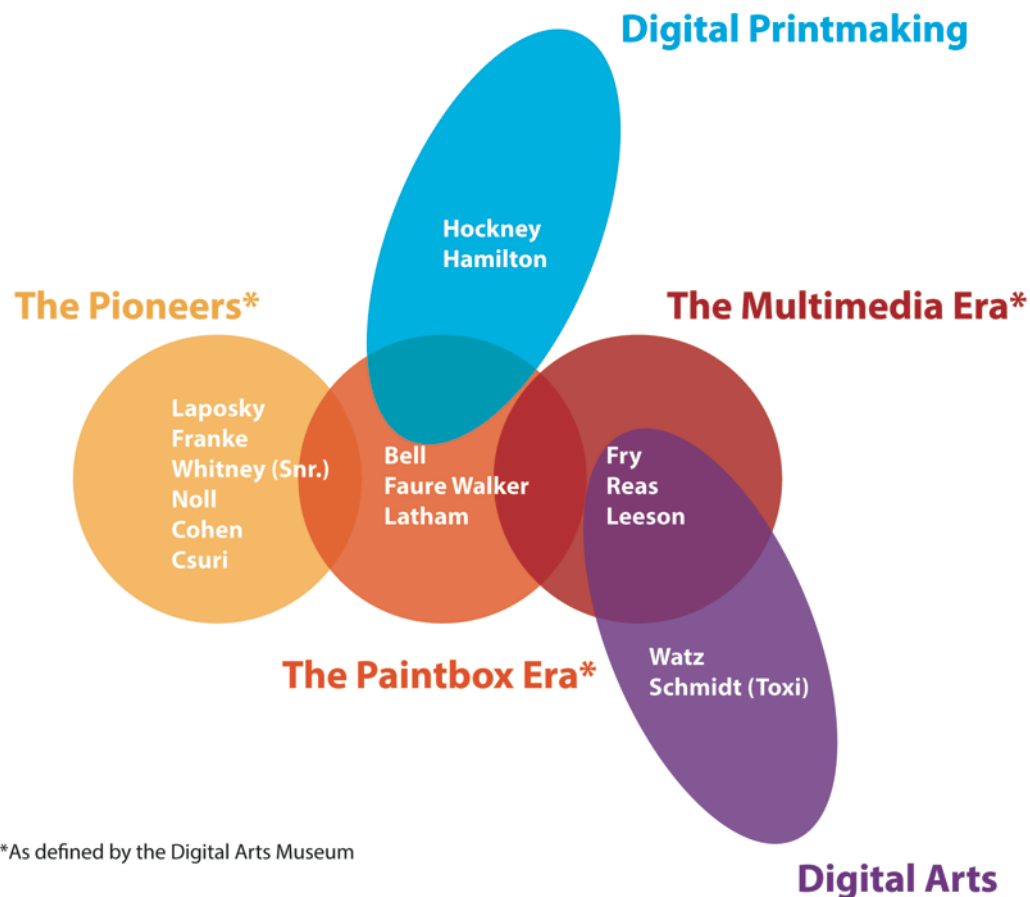 Digital Printmaking
Hockney
Hamilton
The Pioneers*
The Multimedia Era*
Laposky
Franke
Whitney (Snr.)
Noll
Cohen
Csuri
Bell
Faure Walker
Latham
Fry
Reas
Leeson
The Paintbox Era*
Watz
Schmidt (Toxi)
*As defined by the Digital Arts Museum
Digital Arts